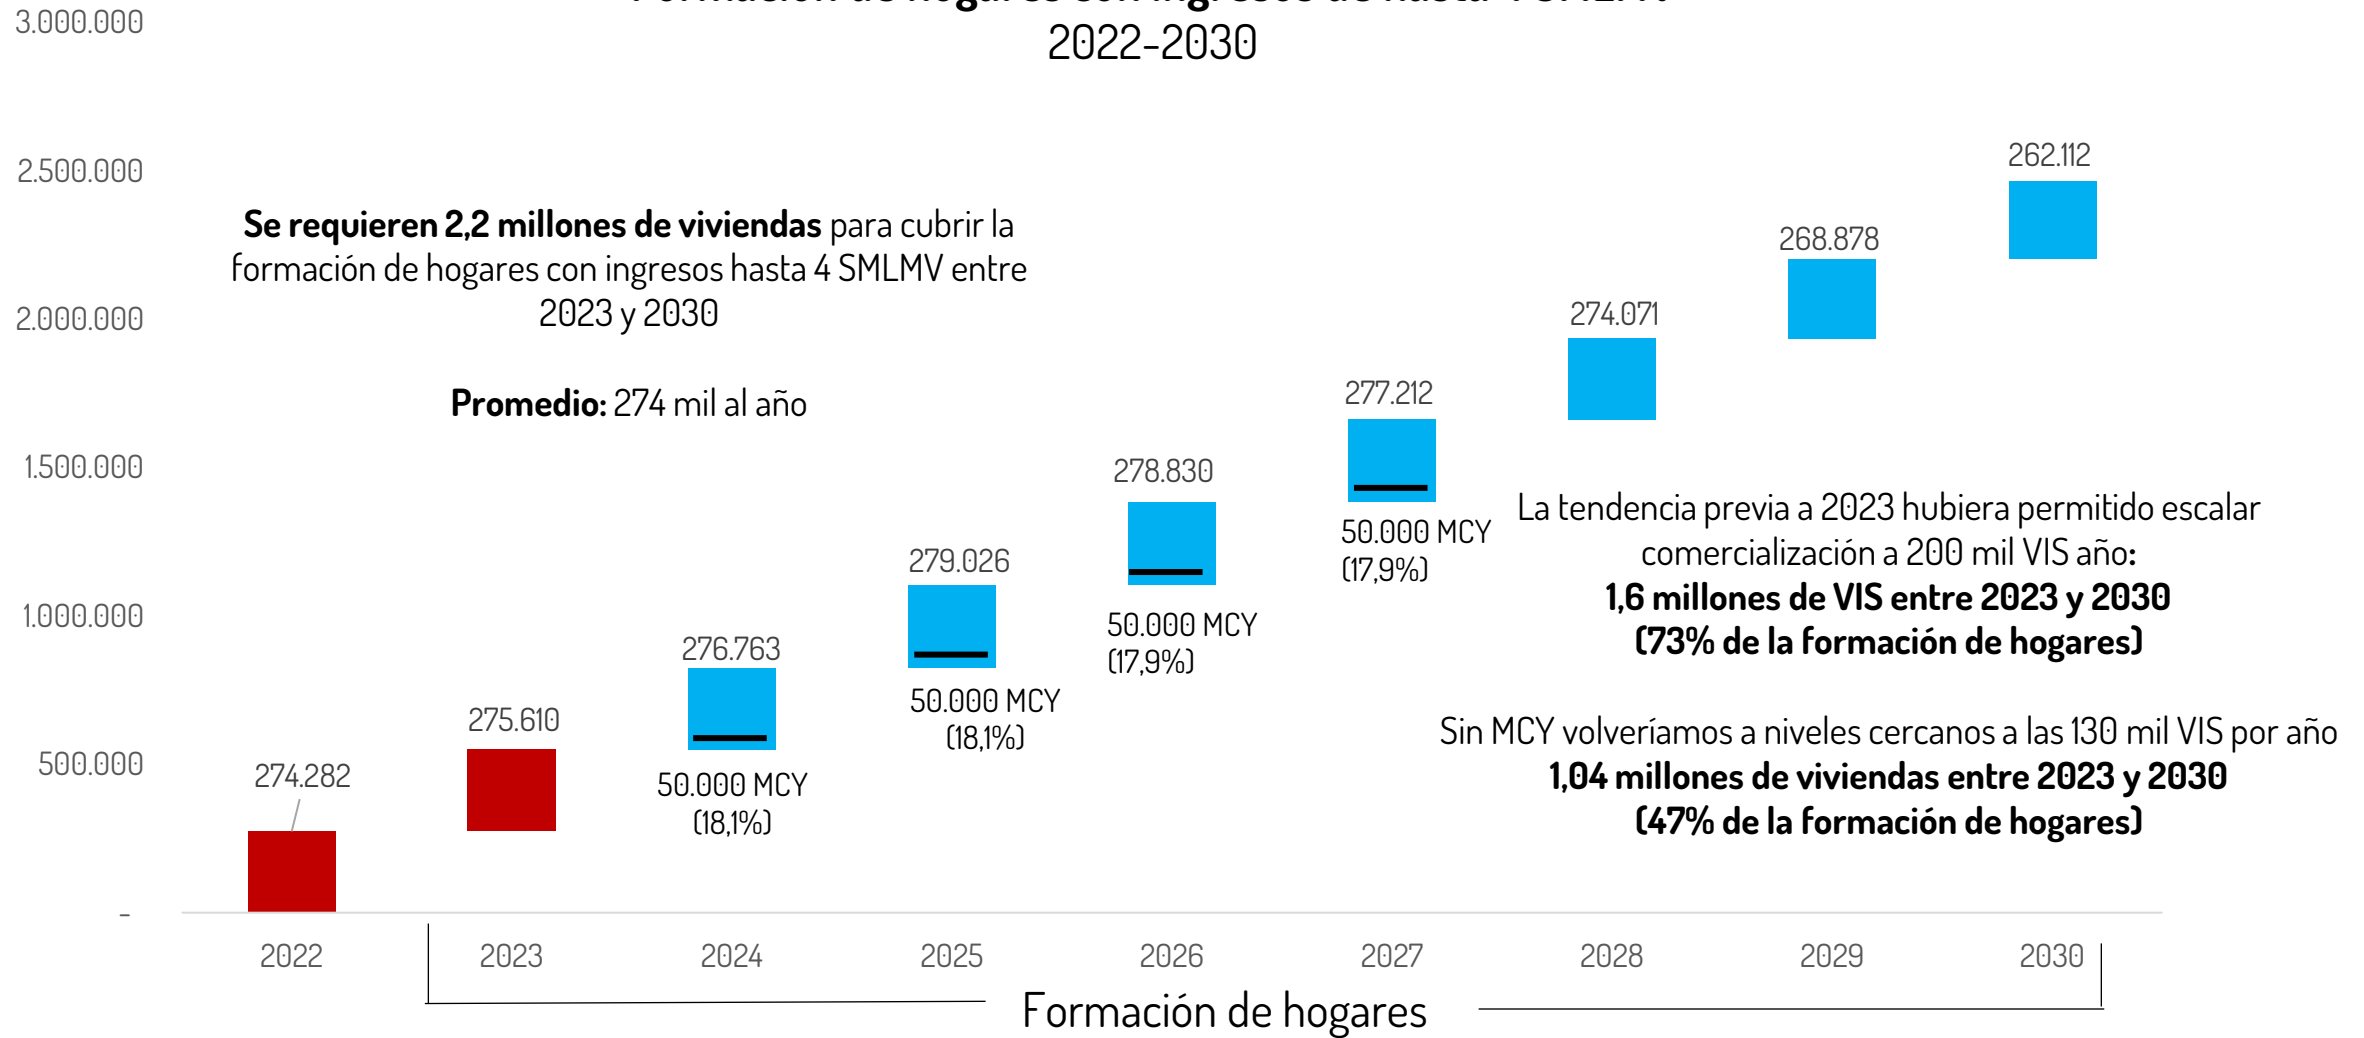 2022-2030
3.000.000
2.500.000
2.000.000
1.500.000
1.000.000
500.000
-
Se requieren 2,2 millones de viviendas para cubrir la
formación de hogares con ingresos hasta 4 SMLMV entre
2023 y 2030
Promedio: 274 mil al año
274.282
275.610
276.763
50.000 MCY
(18,1%)
279.026
50.000 MCY
(18,1%)
278.830
50.000 MCY
(17,9%)
277.212
50.000 MCY
(17,9%)
274.071
268.878
262.112
La tendencia previa a 2023 hubiera permitido escalar
comercialización a 200 mil VIS año:
1,6 millones de VIS entre 2023 y 2030
(73% de la formación de hogares)
Sin MCY volveríamos a niveles cercanos a las 130 mil VIS por año
1,04 millones de viviendas entre 2023 y 2030
(47% de la formación de hogares)
2022
2023
2024
2025
2026
2027
2028
2029
2030
Formación de hogares